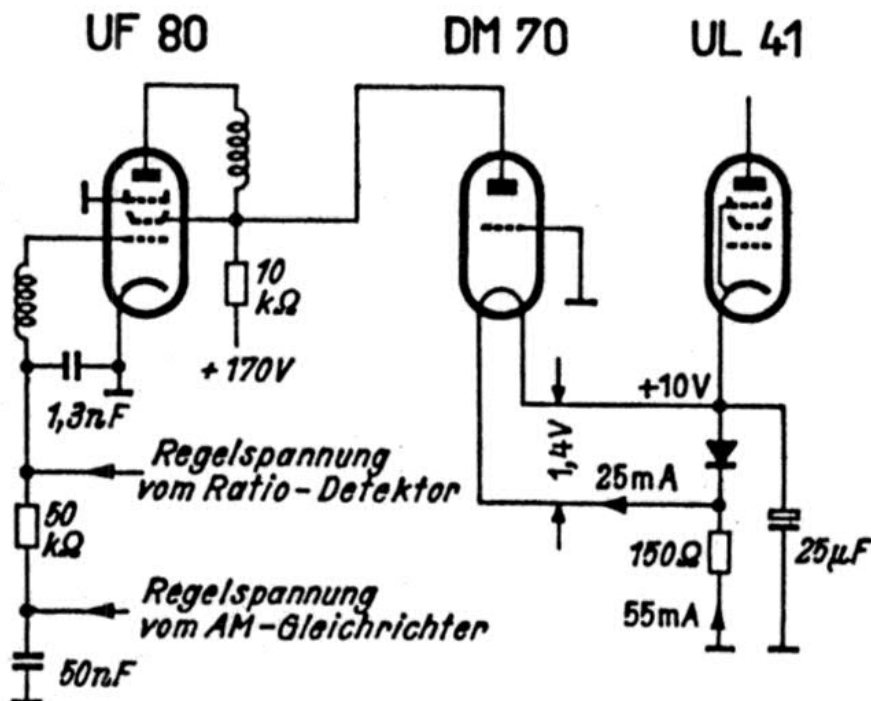 UF 80
DM 70
UL 41
10
kΩ
+170V
1,3nF
+10V
1,4V
Regelspannung
vom Ratio-Detektor
25mA
50
kΩ
150Ω
25µF
Regelspannung
vom AM-Gleichrichter
55mA
50nF